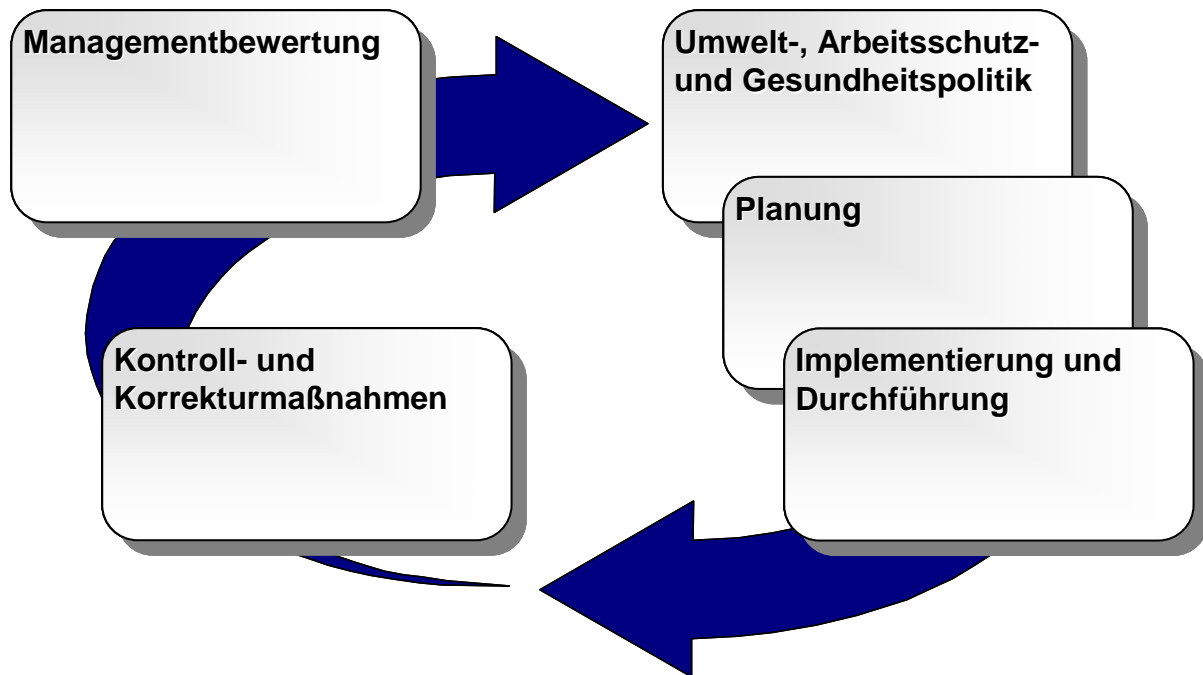 Managementbewertung
Umwelt-, Arbeitsschutz-
und Gesundheitspolitik
Planung
Implementierung und
Durchführung
Kontroll- und
Korrekturmaßnahmen